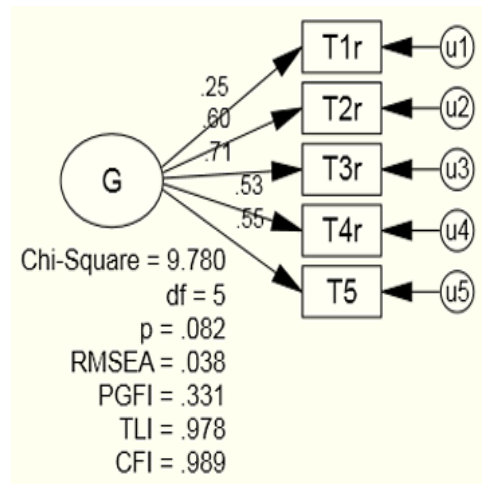 T1r
u1
.25
T2r
u2
.60
.71
T3r
u3
G
.53
T4r
u4
.55
T5
u5
Chi-Square = 9.780
df = 5
p = .082
RMSEA = .038
PGFI = .331
TLI = .978
CFI = .989